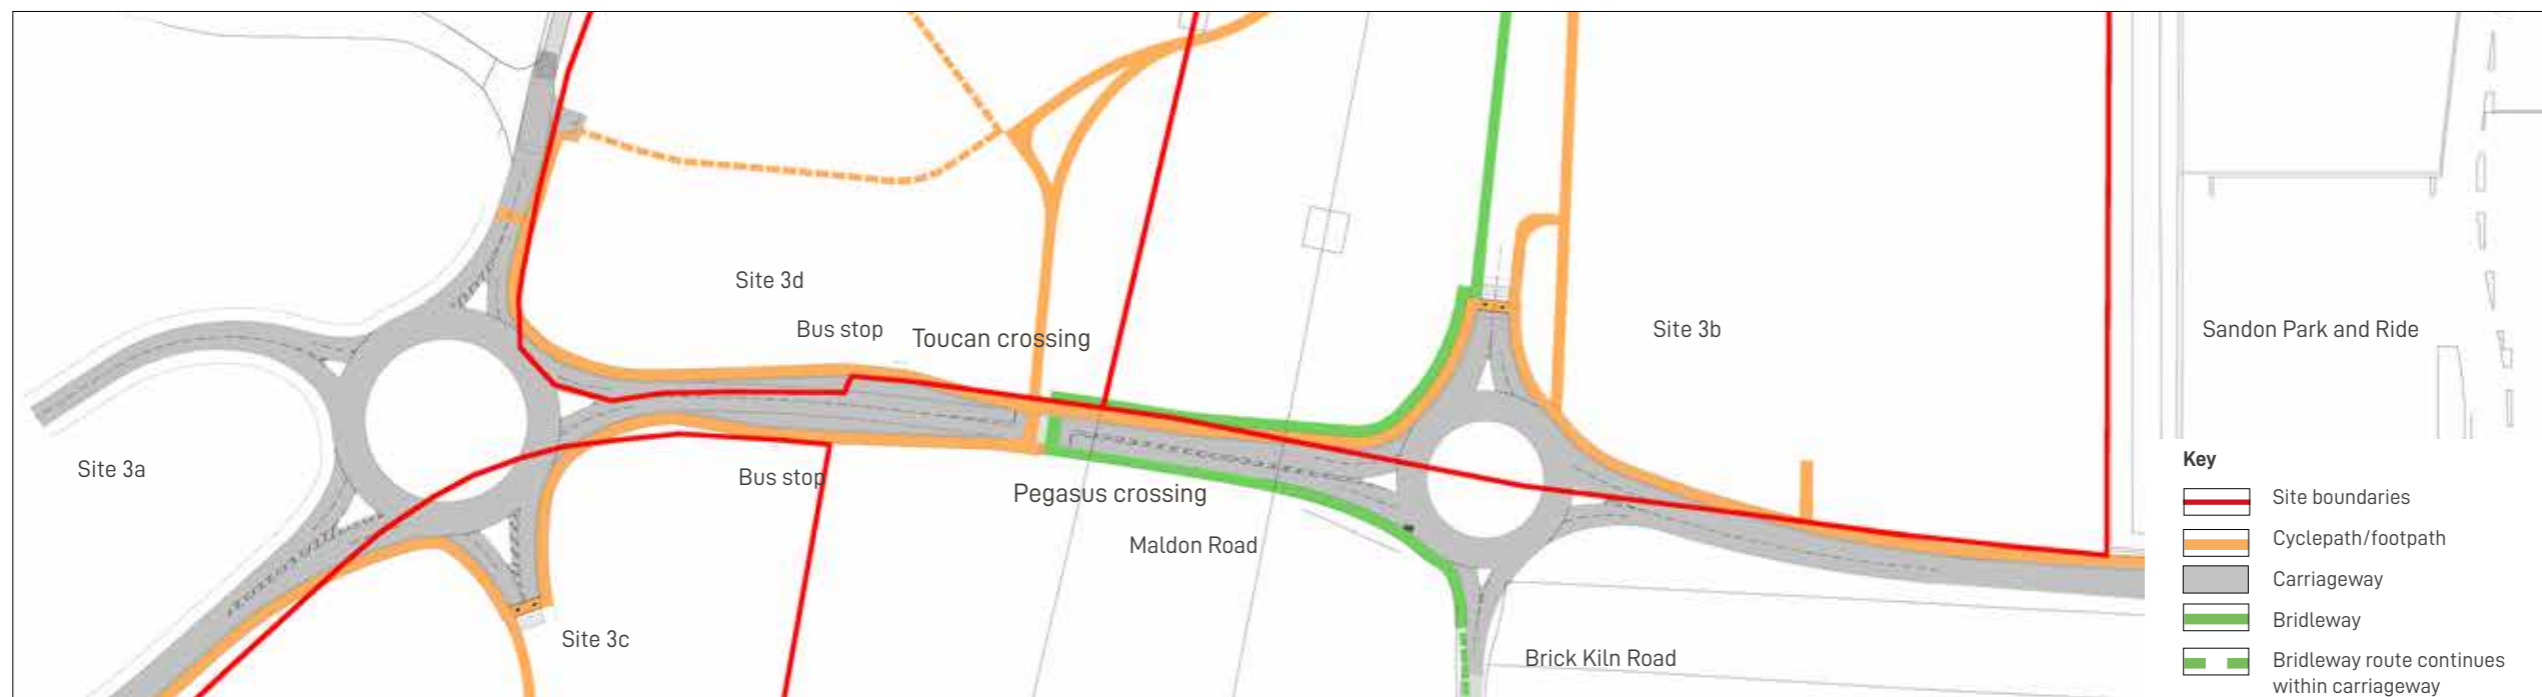 Site 3d
Bus stop
Toucan crossing
Site 3b
Sandon Park and Ride
Site 3a
Bus stop
Pegasus crossing
Maldon Road
Site 3c
Brick Kiln Road
Key
Site boundaries
Cyclepath/footpath
Carriageway
Bridleway
Bridleway route continues
within carriageway